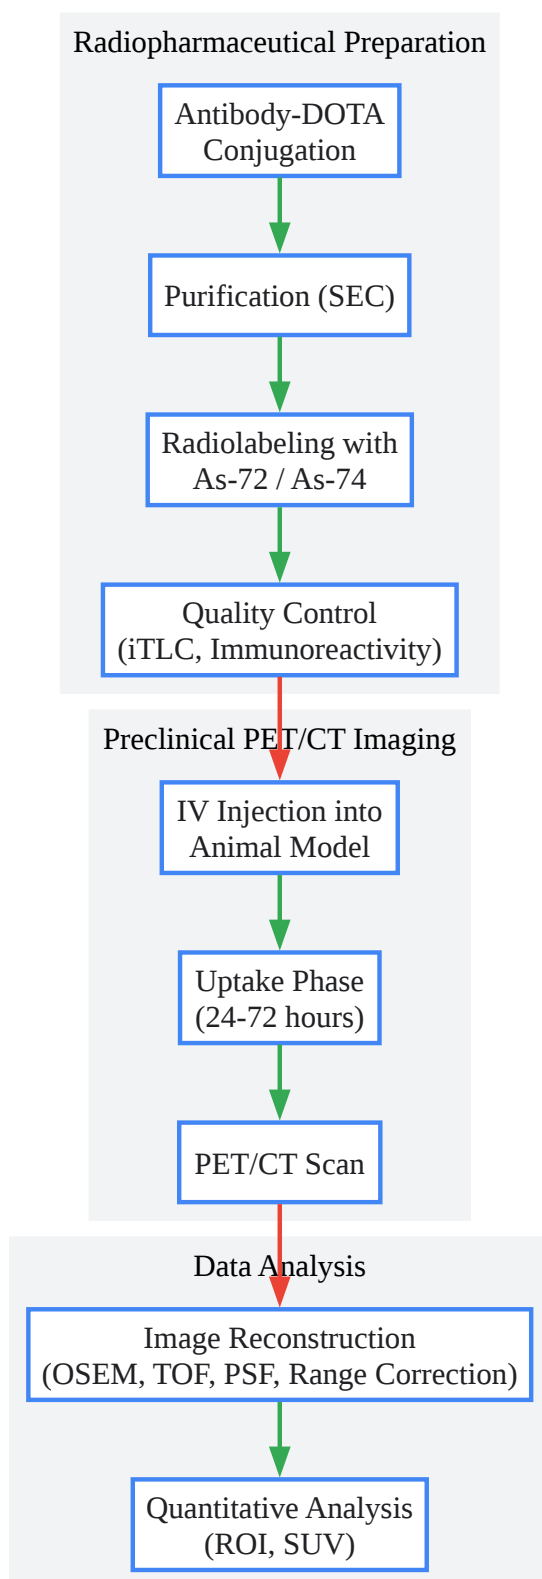 Radiopharmaceutical Preparation
Antibody-DOTA
Conjugation
Purification (SEC)
Radiolabeling with
As-72 / As-74
Quality Control
(iTLC, Immunoreactivity)
Preclinical PET/CT Imaging
IV Injection into
Animal Model
Uptake Phase
(24-72 hours)
PET/CT Scan
Data Analysis
Image Reconstruction
(OSEM, TOF, PSF, Range Correction)
Quantitative Analysis
(ROI, SUV)